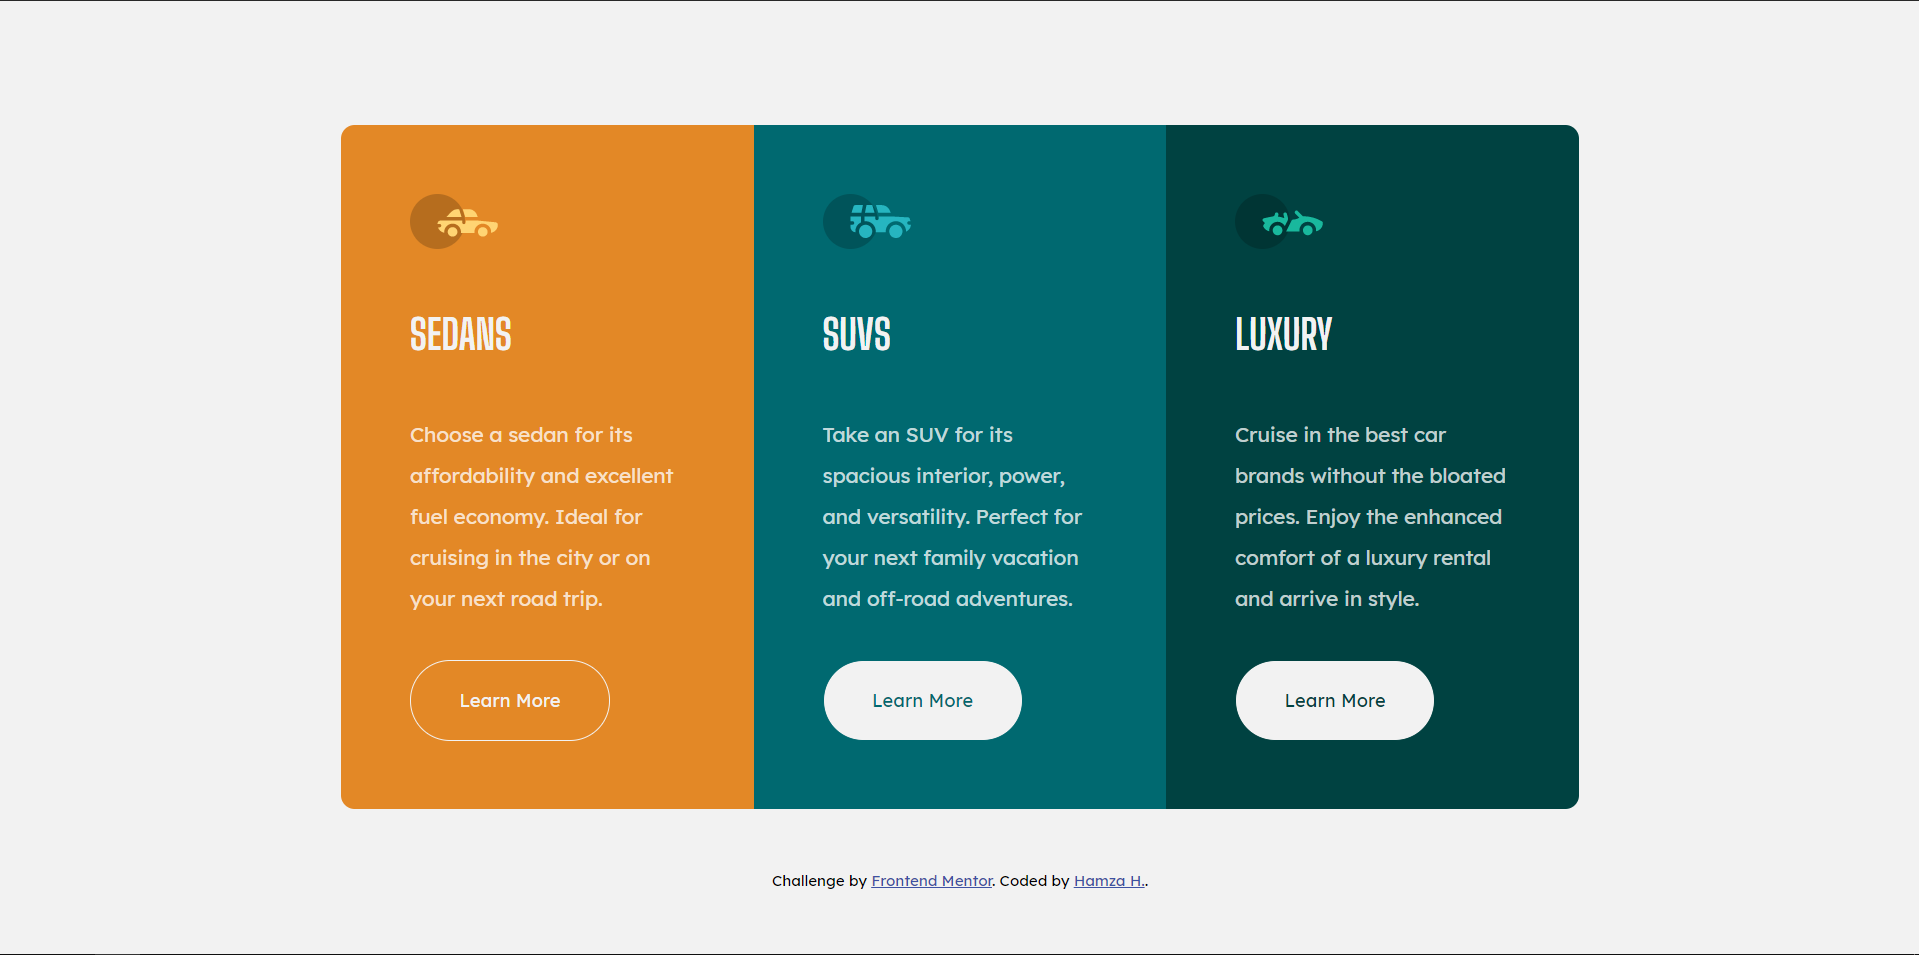 SEDANS
Choose a sedan for its
affordability and excellent
fuel economy. Ideal for
cruising in the city or on
your next road trip.
Learn More
SUVS
Take an SUV for its
spacious interior, power,
and versatility. Perfect for
your next family vacation
and off-road adventures.
Learn More
LUXURY
Cruise in the best car
brands without the bloated
prices. Enjoy the enhanced
comfort of a luxury rental
and arrive in style.
Learn More
Challenge by Frontend Mentor. Coded by Hamza H..